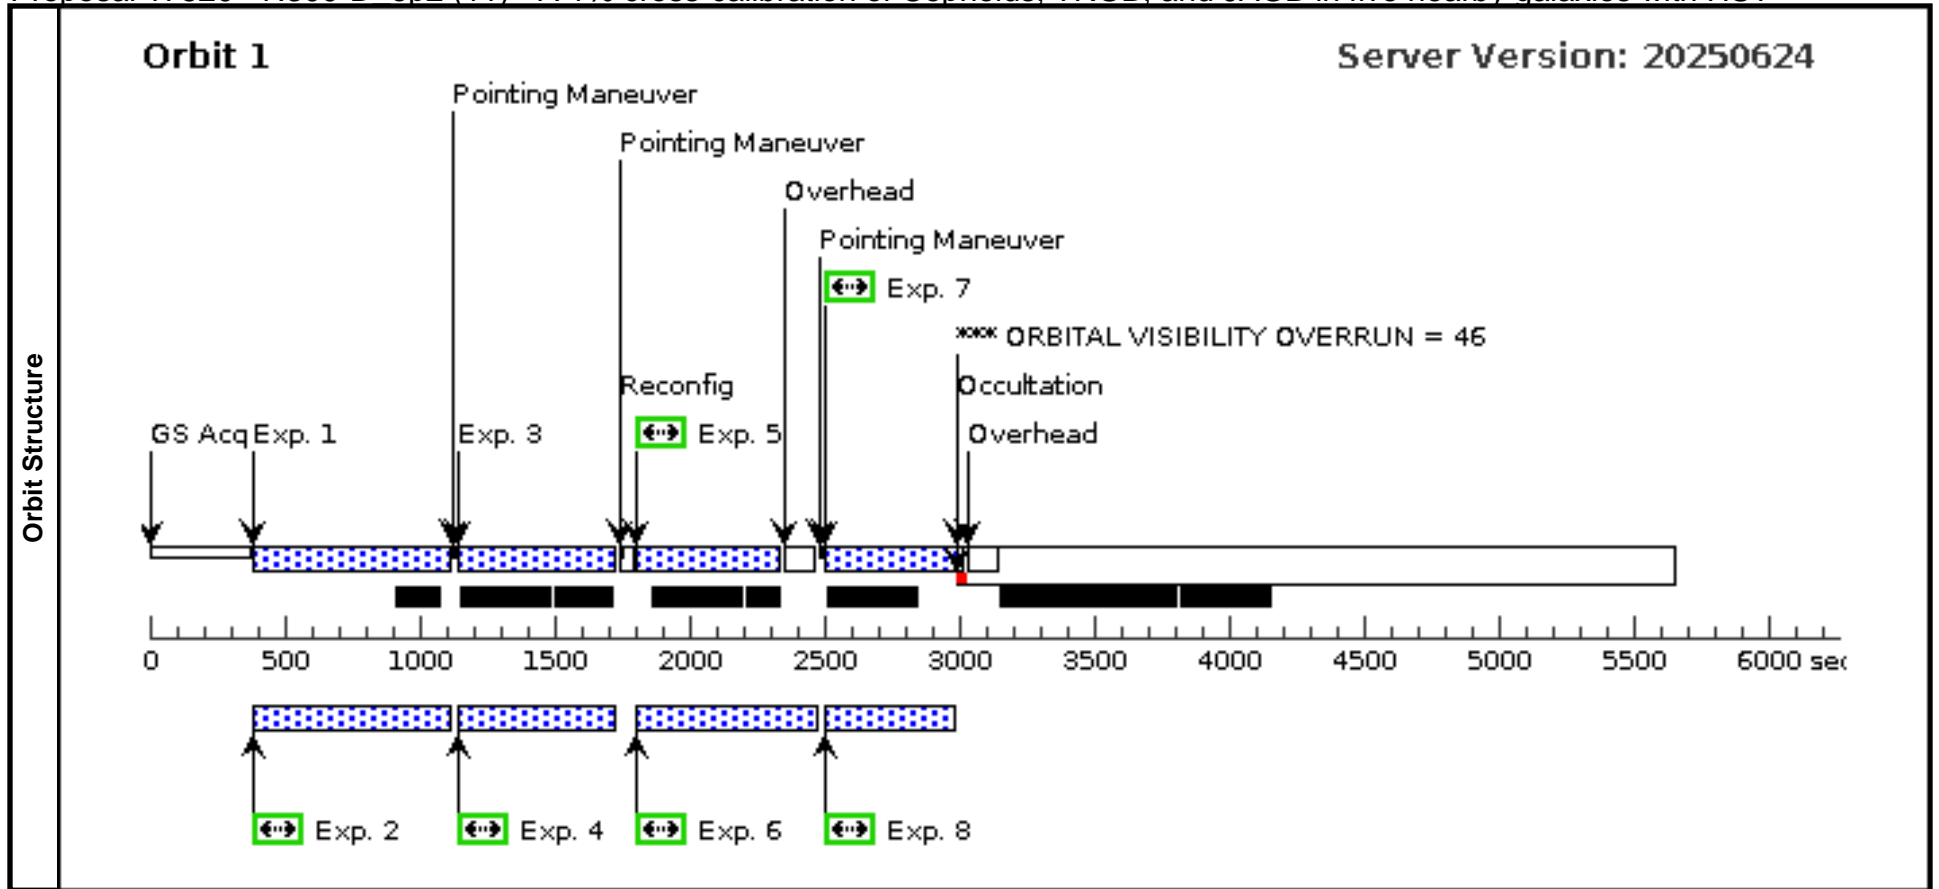 Orbit 1
Server Version: 20250624
Pointing Maneuver
Pointing Maneuver
Overhead
Pointing Maneuver
Exp. 7
*** ORBITAL VISIBILITY OVERRUN = 46
Reconfig
Occultation
GS Acq
Exp. 1
Exp. 3
Exp. 5
Overhead
Orbit Structure
0 500 1000 1500 2000 2500 3000 3500 4000 4500 5000 5500 6000 sec
Exp. 2
Exp. 4
Exp. 6
Exp. 8